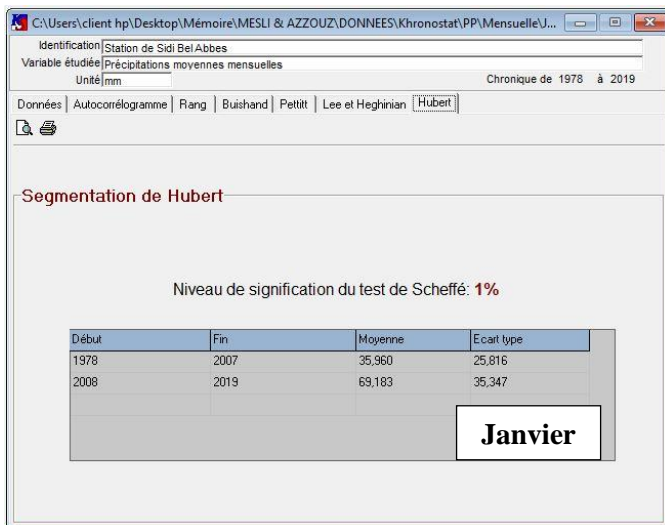 C:\Users\client hp\Desktop\Mémoire\MESLI & AZZOUZ\DONNEES\Khronostat\PP\Mensuelle\J...
Identification Station de Sidi Bel Abbes
Variable étudiée Précipitations moyennes mensuelles
Unité mm Chronique de 1978 à 2019
Données Autocorrélogramme Rang Buishand Pettitt Lee et Heghinian Hubert
Segmentation de Hubert
Niveau de signification du test de Scheffé: 1%
Début Fin Moyenne Ecart type
1978 2007 35,960 25,816
2008 2019 69,183 35,347
Janvier